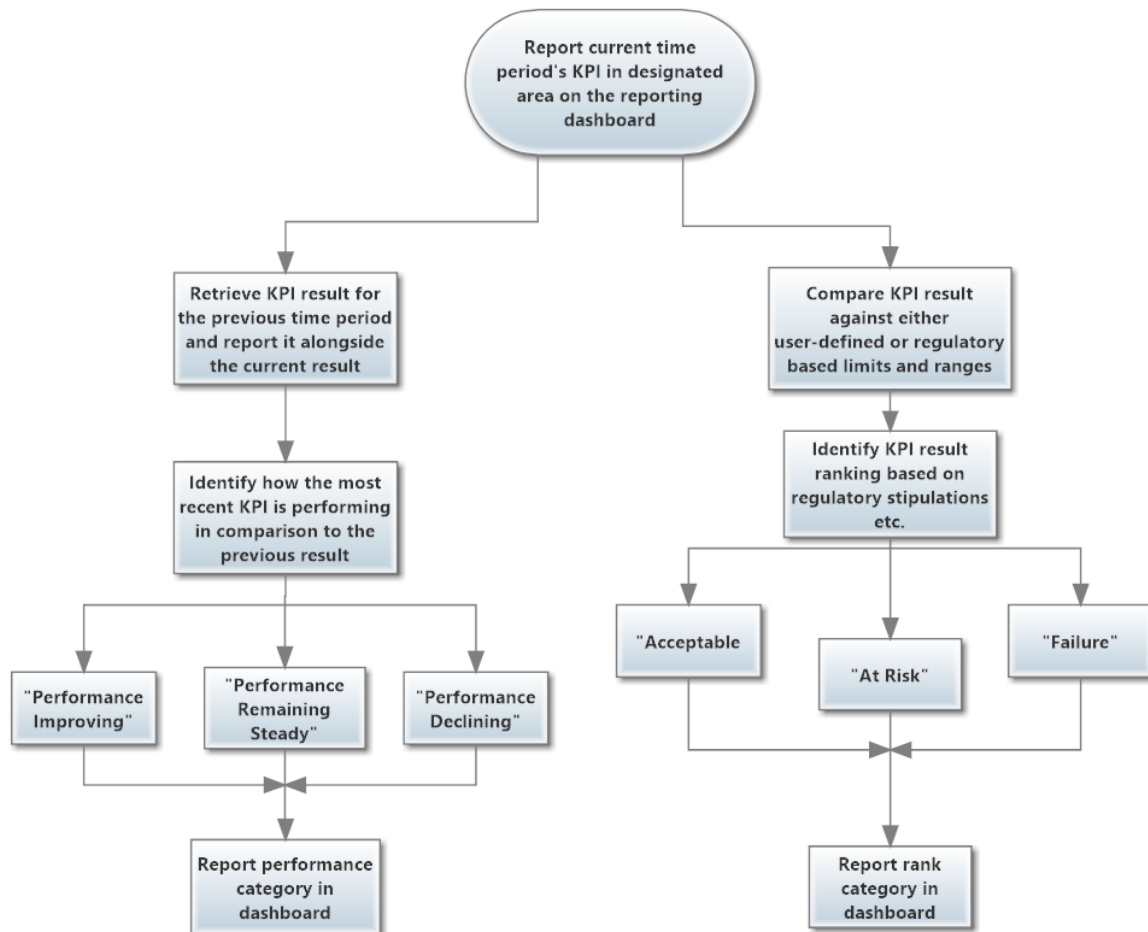 Report current time
period's KPI in designated
area on the reporting
dashboard
Retrieve KPI result for
the previous time period
and report it alongside
the current result
Compare KPI result
against either
user-defined or regulatory
based limits and ranges
Identify how the most
recent KPI is performing
in comparison to the
previous result
Identify KPI result
ranking based on
regulatory stipulations
etc.
"Performance
Improving"
"Performance
Remaining
Steady"
"Performance
Declining"
"Acceptable
"At Risk"
"Failure"
Report performance
category in
dashboard
Report rank
category in
dashboard